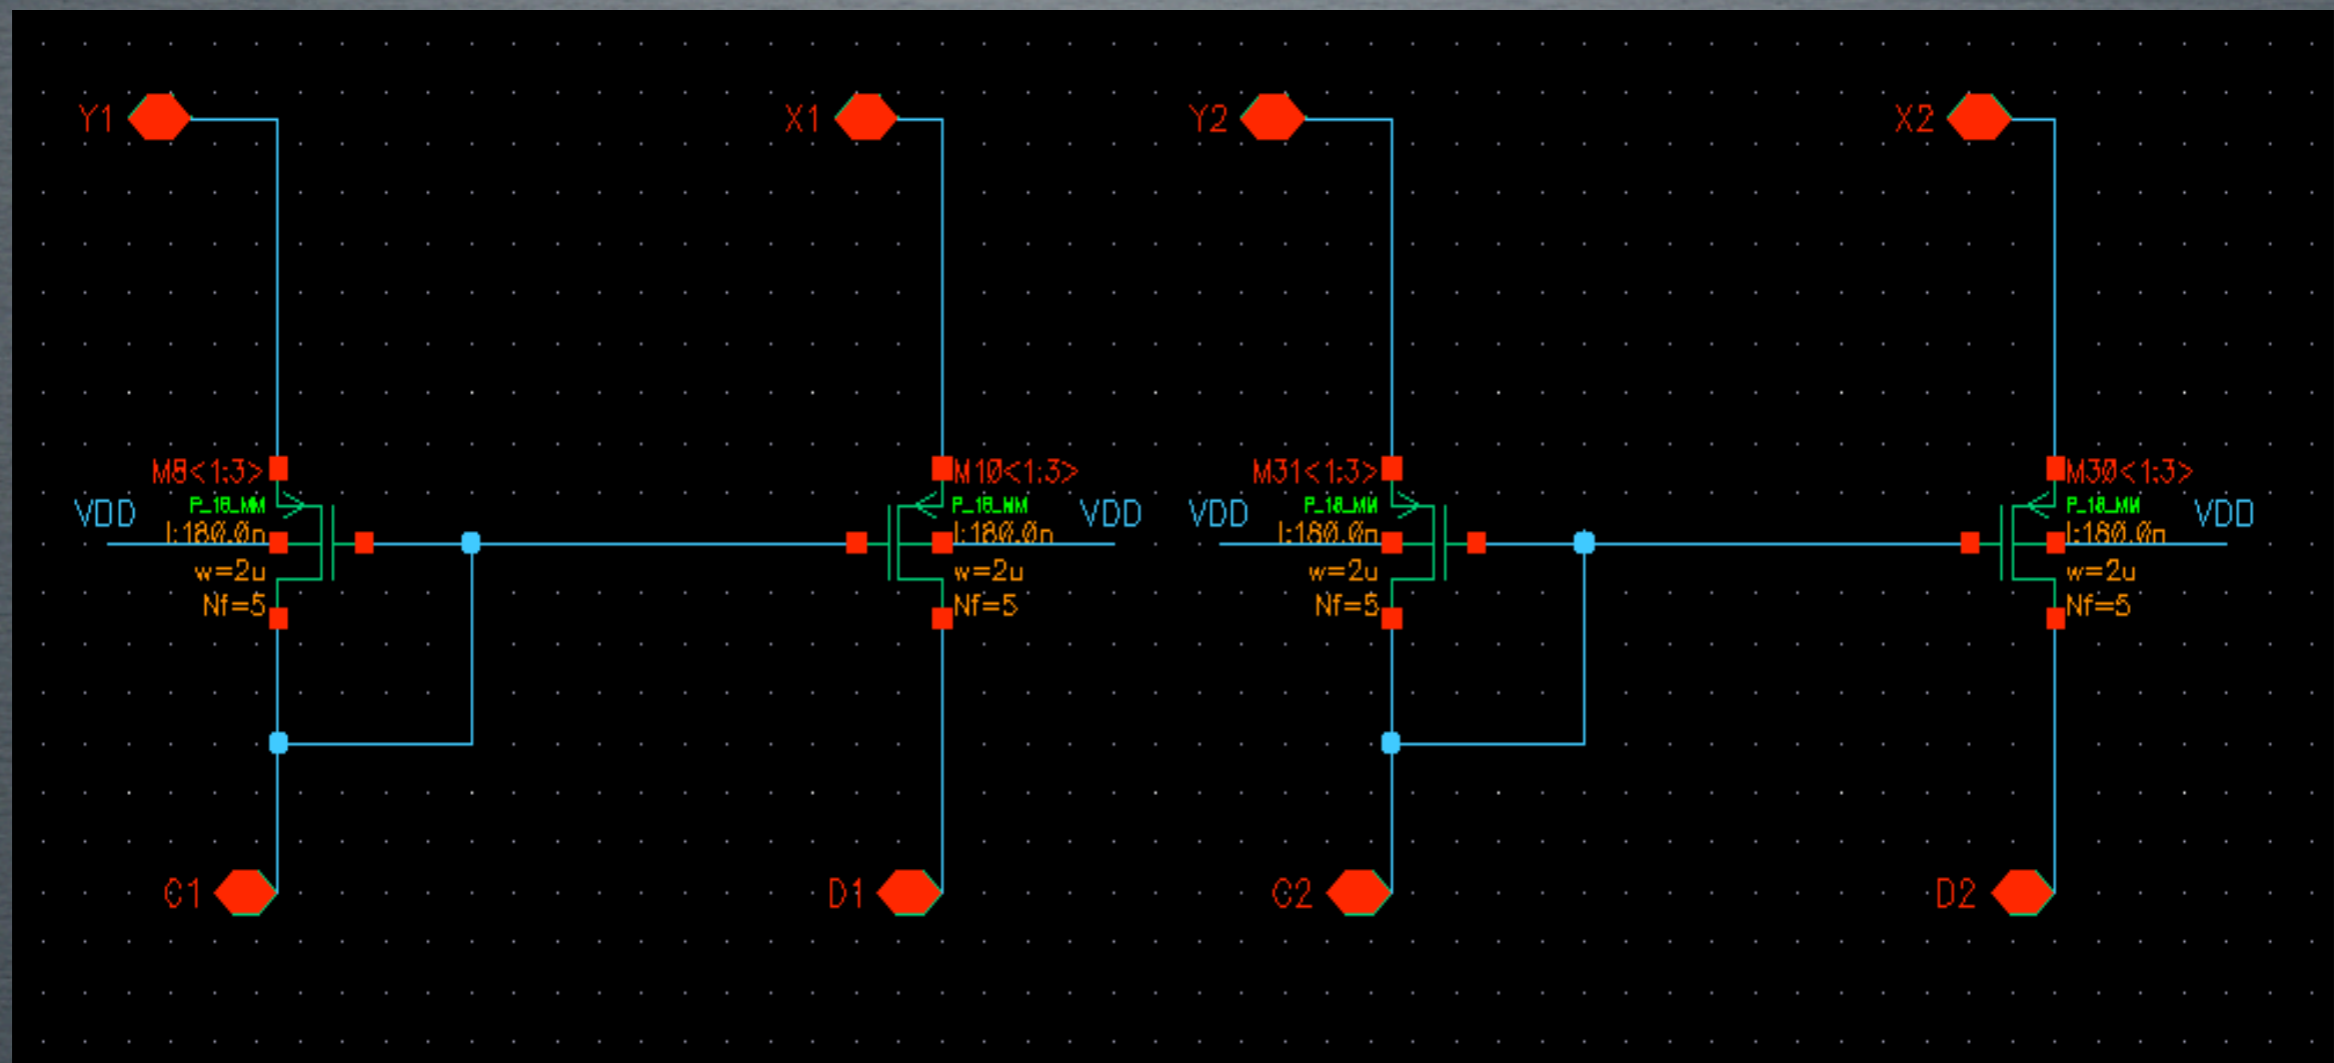 Y1
X1
Y2
X2
M8<1:3>
P_18_MM
VDD
l:180.0n
w=2u
Nf=5
M10<1:3>
P_18_MM
VDD
l:180.0n
w=2u
Nf=5
M31<1:3>
P_18_MM
VDD
l:180.0n
w=2u
Nf=5
M30<1:3>
P_18_MM
VDD
l:180.0n
w=2u
Nf=5
C1
D1
C2
D2